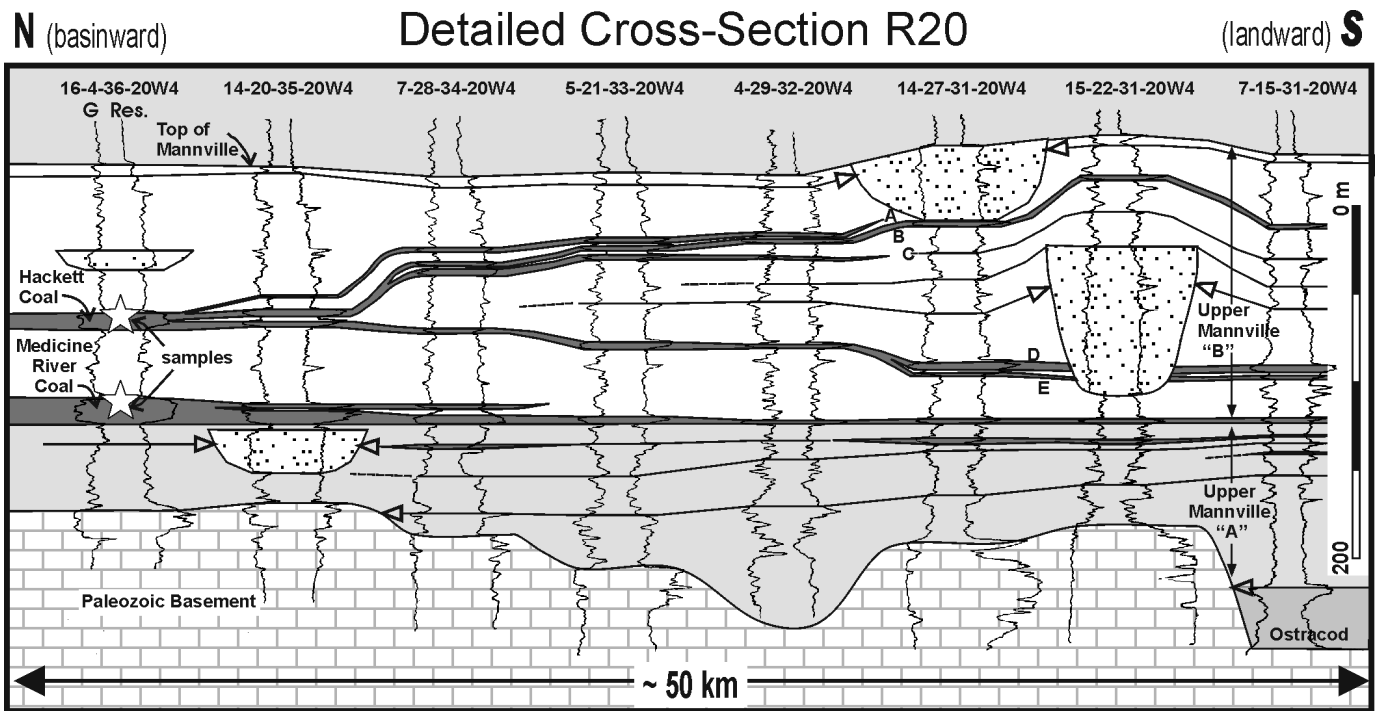 Detailed Cross-Section R20
N (basinward)
(landward) S
16-4-36-20W4 14-20-35-20W4 7-28-34-20W4 5-21-33-20W4 4-29-32-20W4 14-27-31-20W4 15-22-31-20W4 7-15-31-20W4
G Res.
Top of
Mannville
0 m
A
B
C
Hackett
Coal
samples
Medicine
River
Coal
D
E
Upper
Mannville
“B”
Upper
Mannville
“A”
200
Paleozoic Basement
Ostracod
~ 50 km